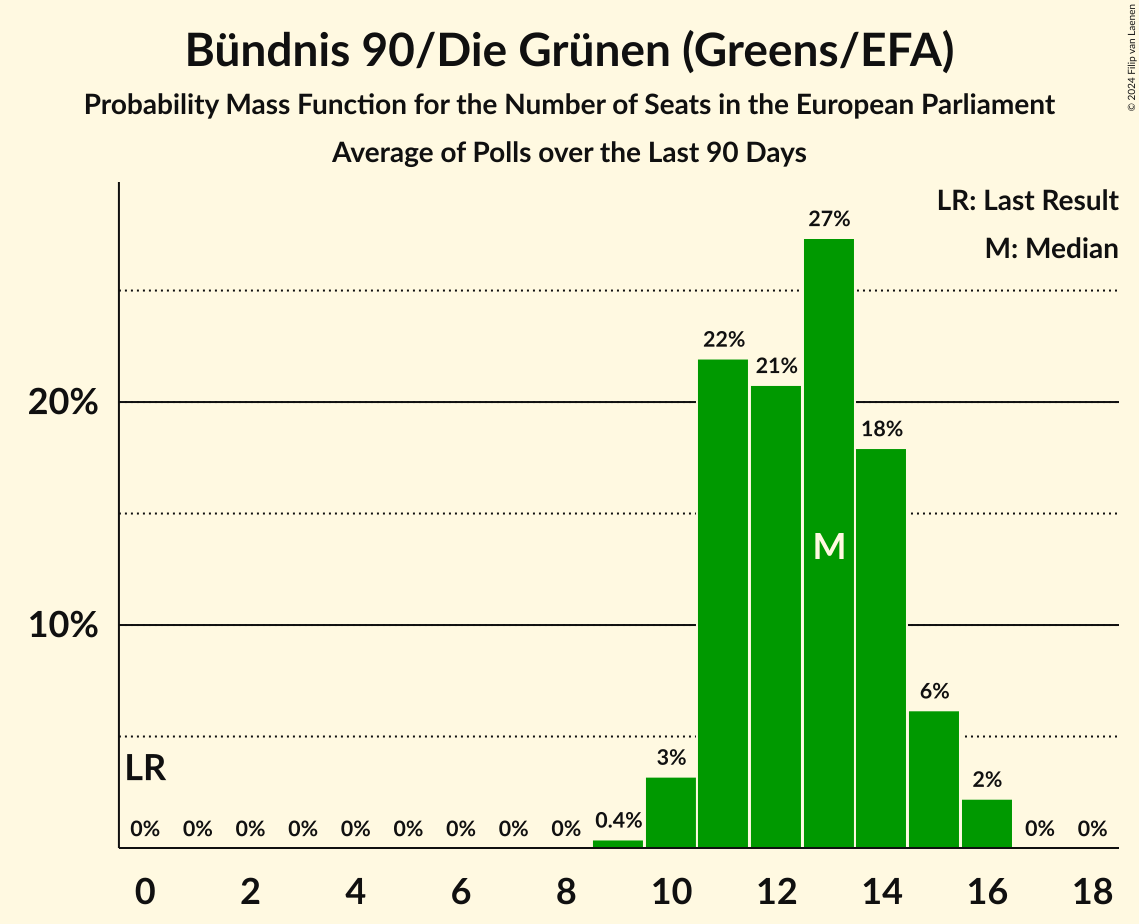 Bündnis 90/Die Grünen (Greens/EFA)
Probability Mass Function for the Number of Seats in the European Parliament
Average of Polls over the Last 90 Days
© 2024 Filip van Laenen
LR: Last Result
M: Median
27%
22%
21%
20%
18%
M
10%
6%
LR
3%
2%
0% 0% 0% 0% 0% 0% 0% 0% 0% 0.4% 0% 0%
0 2 4 6 8 10 12 14 16 18